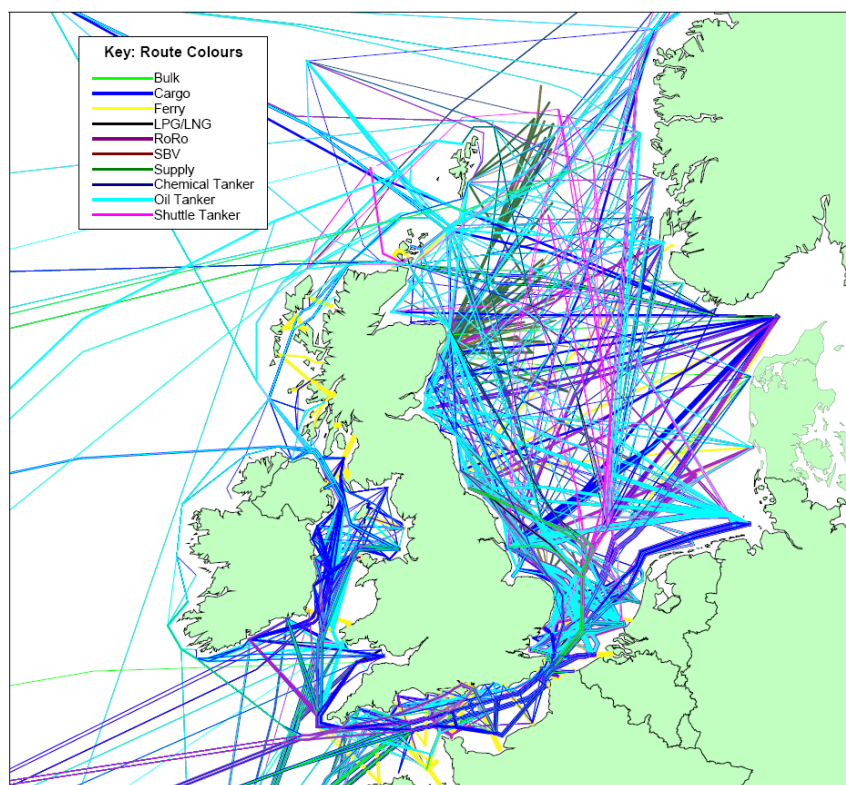 Key: Route Colours
Bulk
Cargo
Ferry
LPG/LNG
RoRo
SBV
Supply
Chemical Tanker
Oil Tanker
Shuttle Tanker